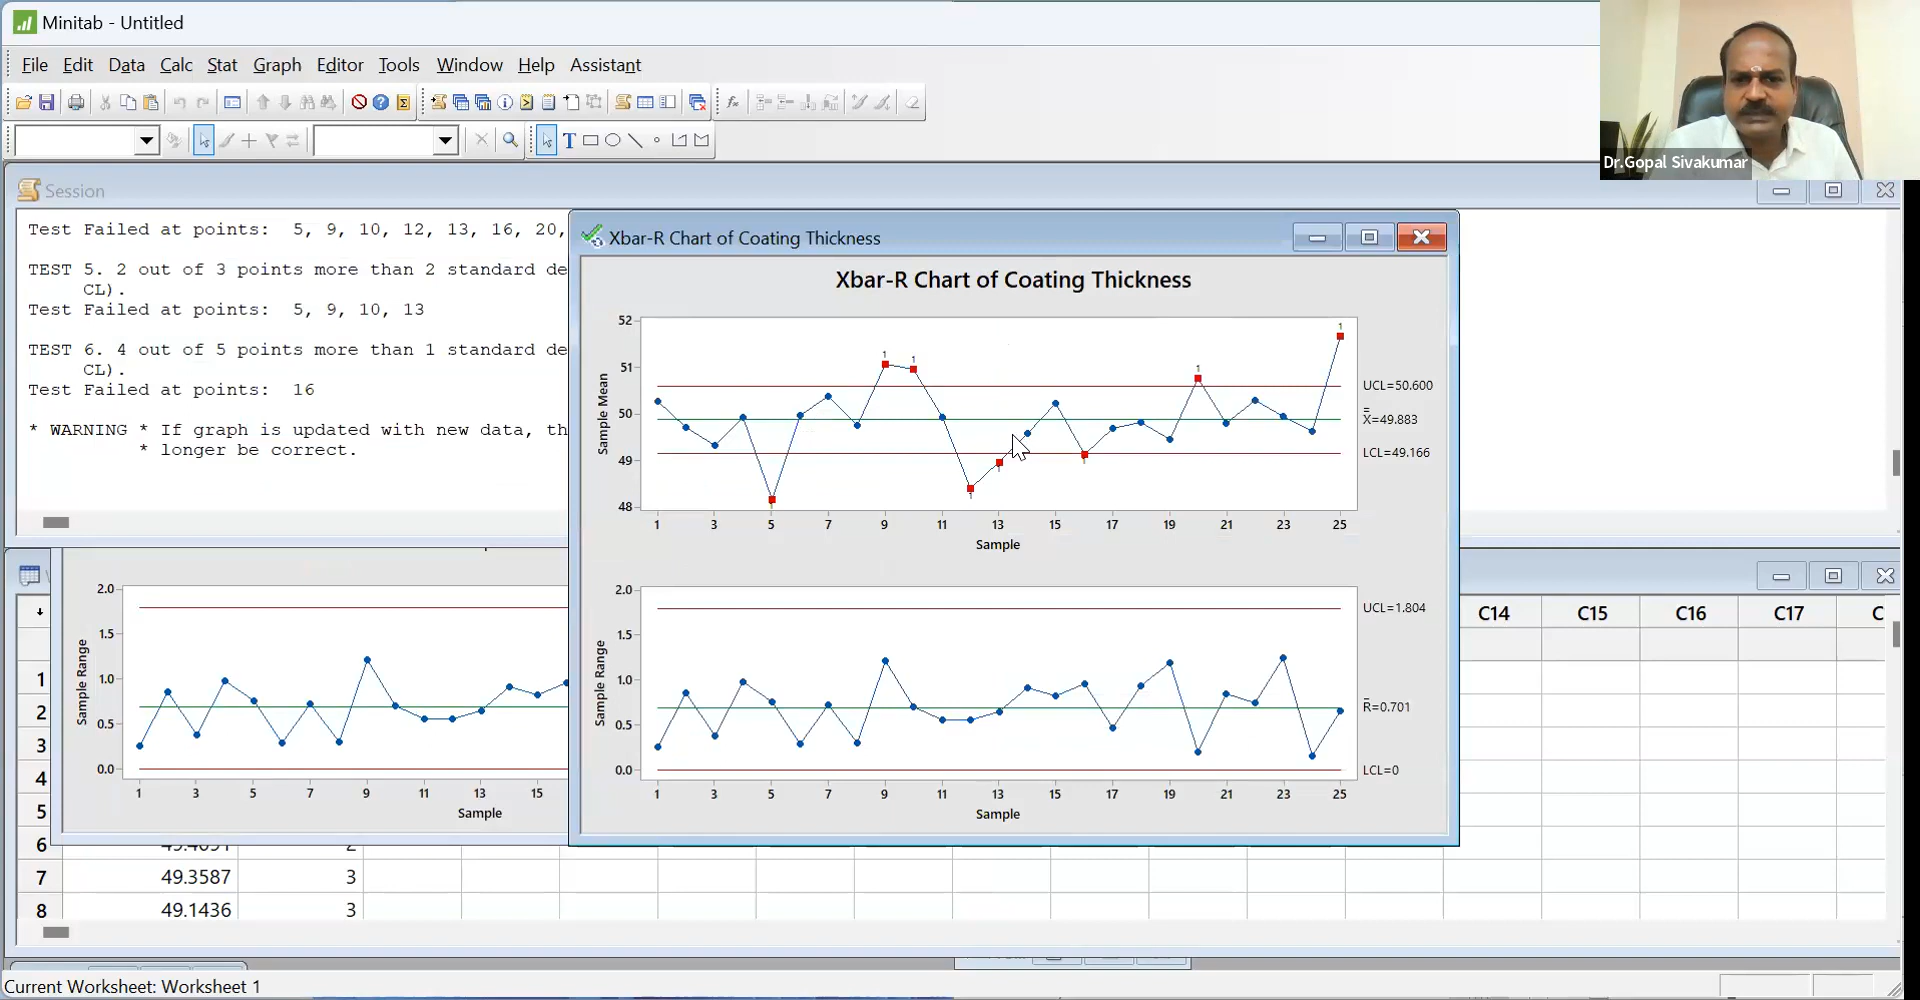 Minitab - Untitled
File Edit Data Calc Stat Graph Editor Tools Window Help Assistant
Dr.Gopal Sivakumar
Session
Test Failed at points: 5, 9, 10, 12, 13, 16, 20,
TEST 5. 2 out of 3 points more than 2 standard de
CL).
Test Failed at points: 5, 9, 10, 13
TEST 6. 4 out of 5 points more than 1 standard de
CL).
Test Failed at points: 16
* WARNING * If graph is updated with new data, th
* longer be correct.
Xbar-R Chart of Coating Thickness
Xbar-R Chart of Coating Thickness
52
51
50
49
48
Sample Mean
1 1 1 1
1 1 1 1
UCL=50.600
X=49.883
LCL=49.166
1 3 5 7 9 11 13 15 17 19 21 23 25
Sample
2.0
1.5
1.0
0.5
0.0
Sample Range
UCL=1.804
R=0.701
LCL=0
1 3 5 7 9 11 13 15 17 19 21 23 25
Sample
2.0
1.5
1.0
0.5
0.0
Sample Range
1 3 5 7 9 11 13 15
Sample
C14 C15 C16 C17 C
1
2
3
4
5
6
7 49.3587 3
8 49.1436 3
Current Worksheet: Worksheet 1